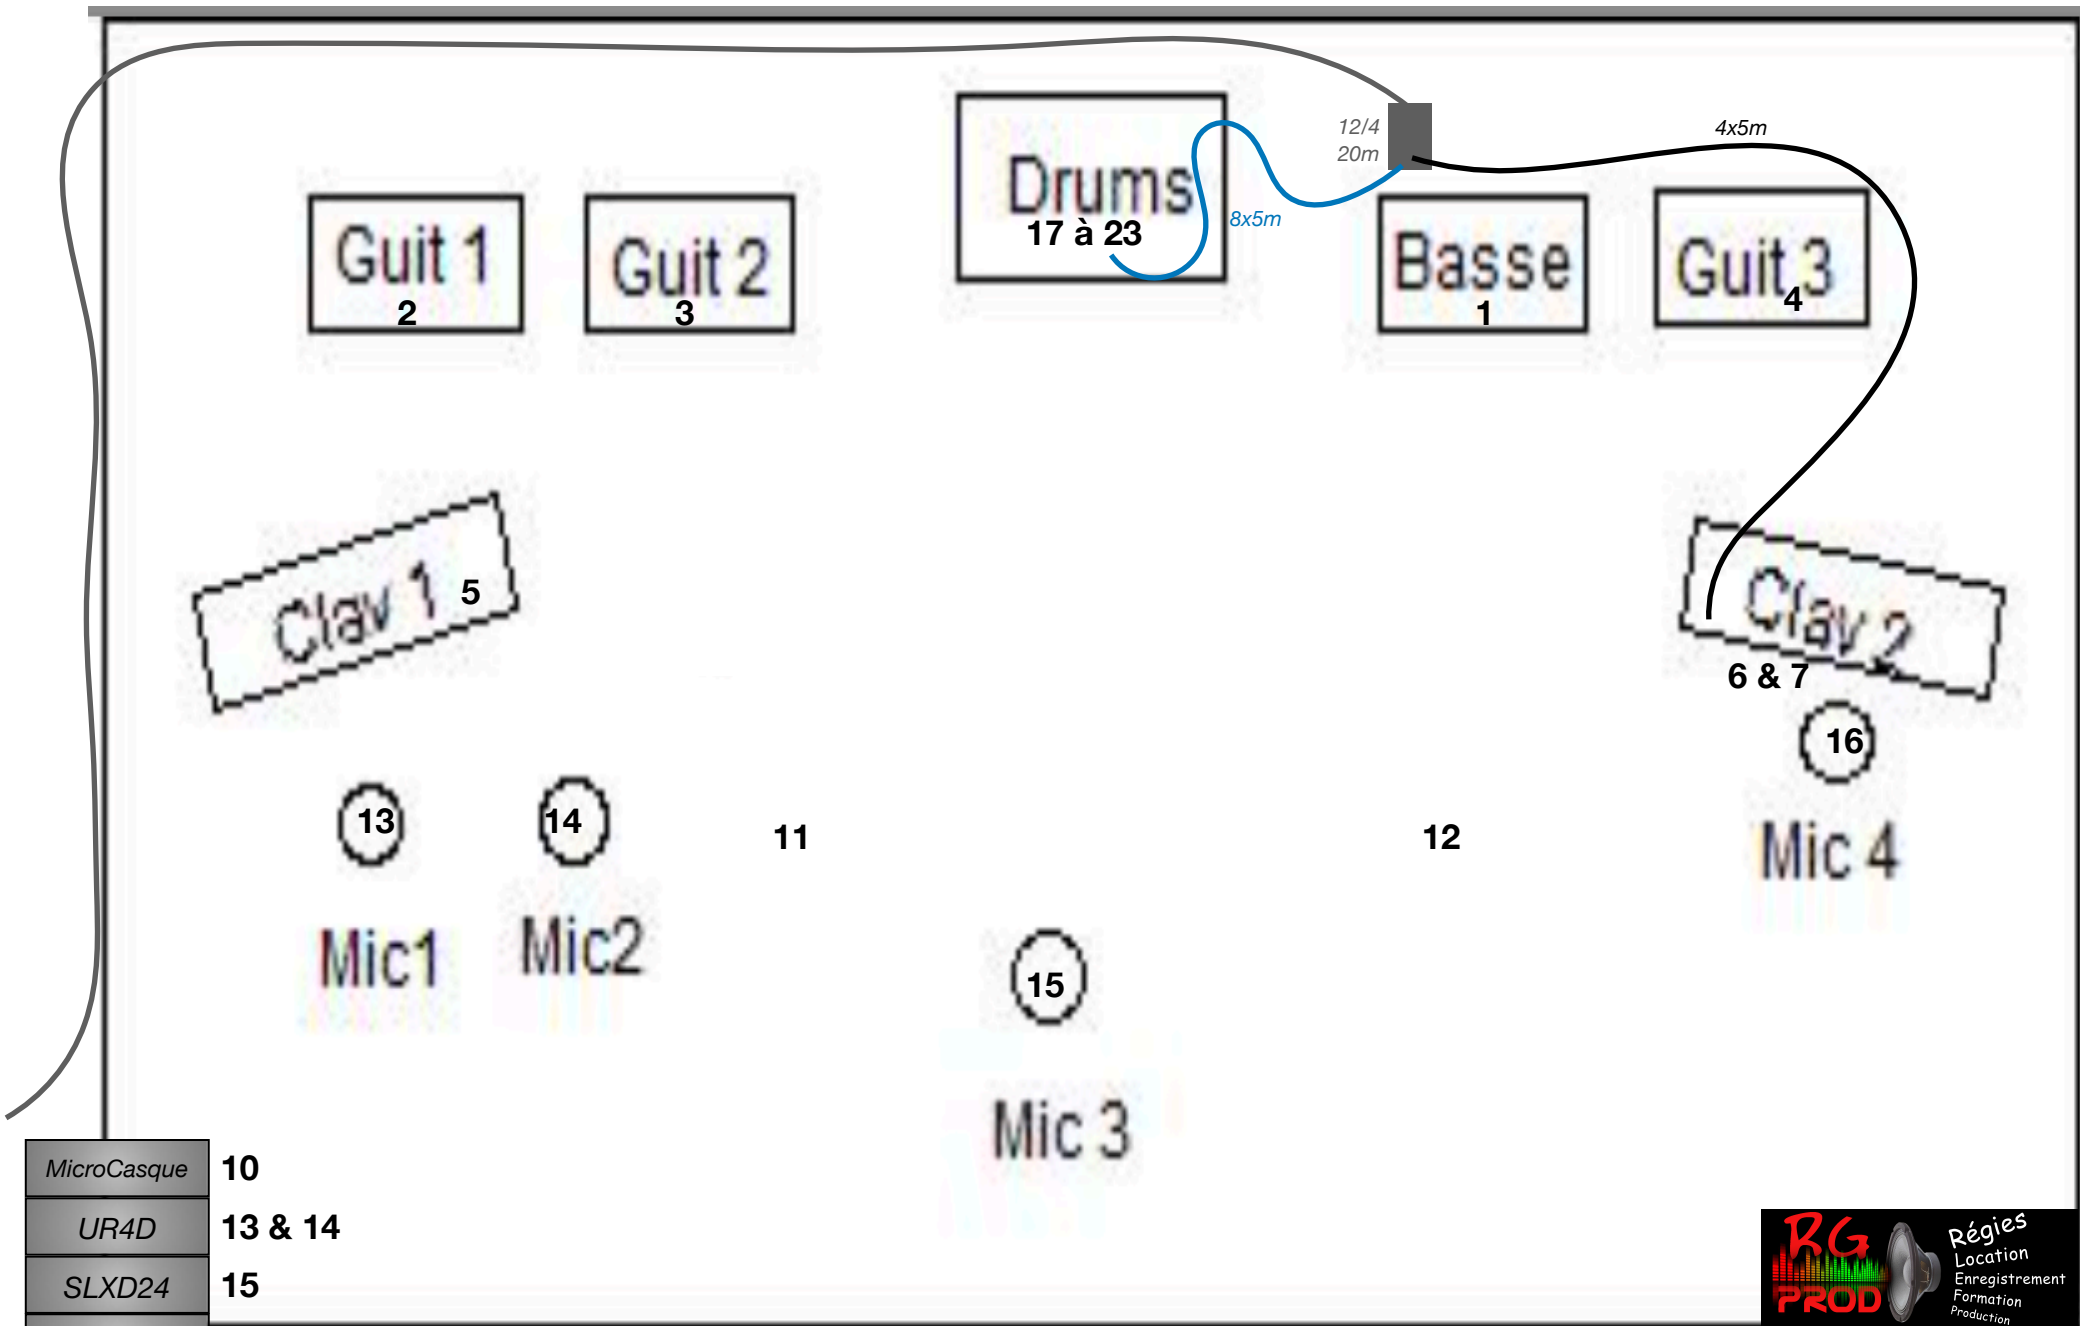 12/4
20m
4x5m
Drums
17 à 23
8x5m
Guit 1
2
Guit 2
3
Basse
1
Guit 3
4
Clav 1
5
Clav 2
6 & 7
16
Mic 4
13
14
11
12
Mic1
Mic2
15
Mic 3
MicroCasque
10
UR4D
13 & 14
SLXD24
15
RG
PROD
Régies
Location
Enregistrement
Formation
Production